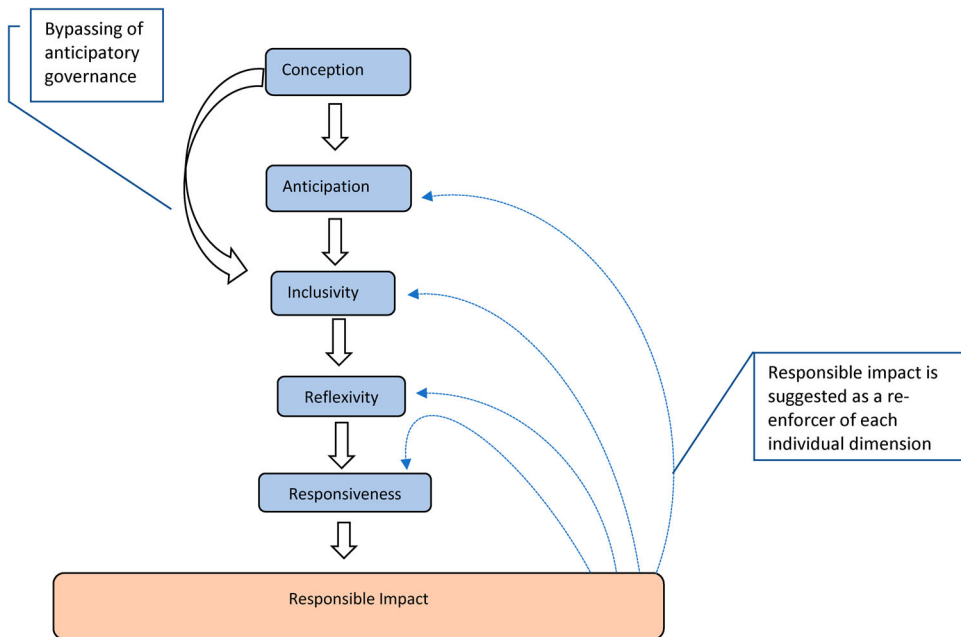 Bypassing of
anticipatory
governance
Conception
Anticipation
Inclusivity
Reflexivity
Responsiveness
Responsible Impact
Responsible impact is
suggested as a re-
enforcer of each
individual dimension